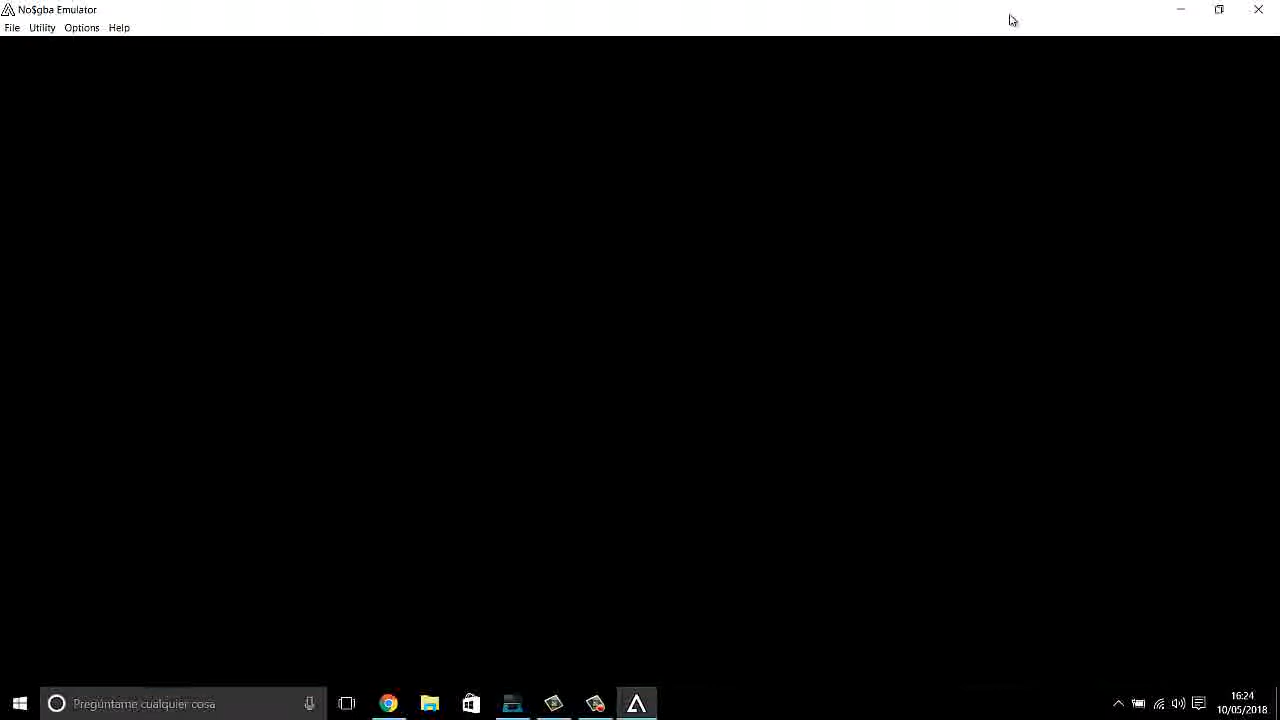 No$gba Emulator
File Utility Options Help
Pregúntame cualquier cosa
16:24
10/05/2018